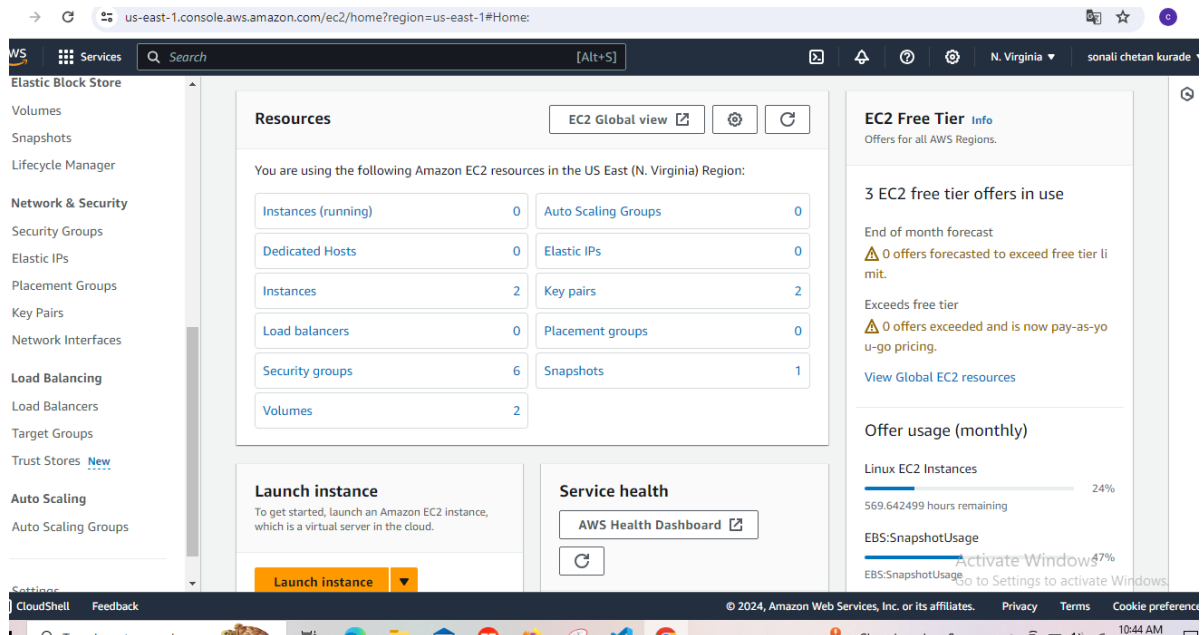 us-east-1.console.aws.amazon.com/ec2/home?region=us-east-1#Home:
Services
Search
[Alt+S]
N. Virginia
sonali chetan kurade
Elastic Block Store
Volumes
Snapshots
Lifecycle Manager
Network & Security
Security Groups
Elastic IPs
Placement Groups
Key Pairs
Network Interfaces
Load Balancing
Load Balancers
Target Groups
Trust Stores New
Auto Scaling
Auto Scaling Groups
Settings
Resources
EC2 Global view
You are using the following Amazon EC2 resources in the US East (N. Virginia) Region:
Instances (running) 0
Auto Scaling Groups 0
Dedicated Hosts 0
Elastic IPs 0
Instances 2
Key pairs 2
Load balancers 0
Placement groups 0
Security groups 6
Snapshots 1
Volumes 2
Launch instance
To get started, launch an Amazon EC2 instance,
which is a virtual server in the cloud.
Launch instance
Service health
AWS Health Dashboard
EC2 Free Tier Info
Offers for all AWS Regions.
3 EC2 free tier offers in use
End of month forecast
0 offers forecasted to exceed free tier li
mit.
Exceeds free tier
0 offers exceeded and is now pay-as-yo
u-go pricing.
View Global EC2 resources
Offer usage (monthly)
Linux EC2 Instances
24%
569.642499 hours remaining
EBS:SnapshotUsage
47%
EBS:SnapshotUsage
Activate Windows
Go to Settings to activate Windows.
CloudShell
Feedback
© 2024, Amazon Web Services, Inc. or its affiliates.
Privacy
Terms
Cookie preference
10:44 AM